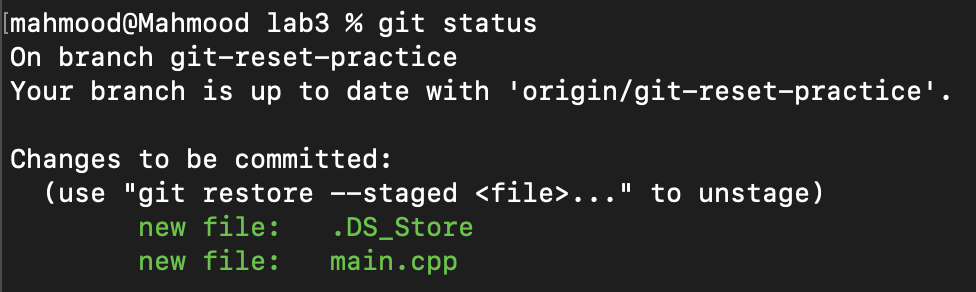 [mahmood@Mahmood lab3 % git status
On branch git-reset-practice
Your branch is up to date with 'origin/git-reset-practice'.
Changes to be committed:
(use "git restore --staged <file>..." to unstage)
new file: .DS_Store
new file: main.cpp